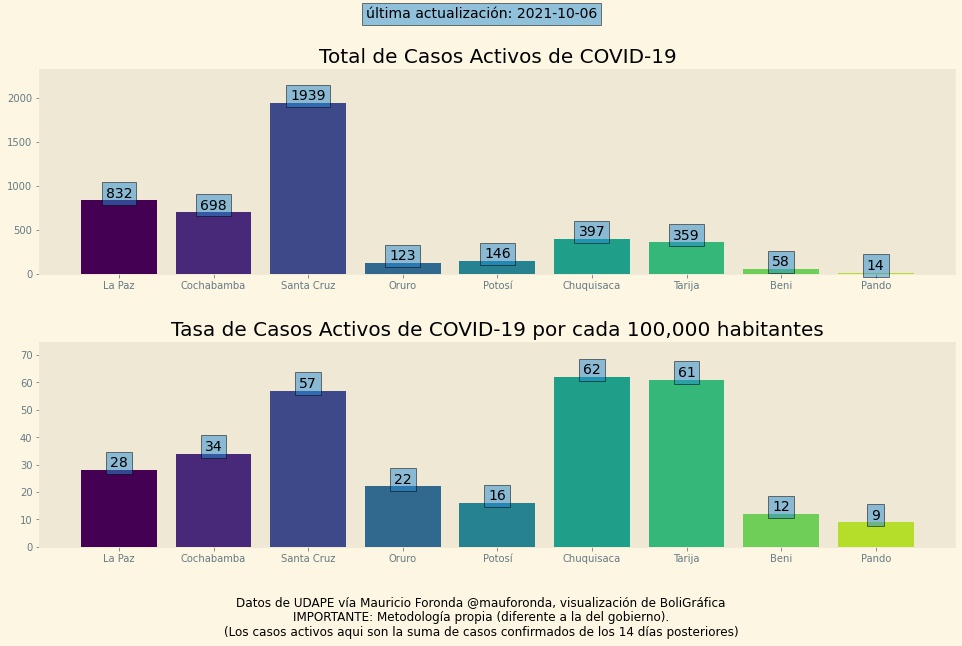 última actualización: 2021-10-06
Total de Casos Activos de COVID-19
2000
1500
1000
500
0
832
698
1939
123
146
397
359
58
14
La Paz
Cochabamba
Santa Cruz
Oruro
Potosí
Chuquisaca
Tarija
Beni
Pando
Tasa de Casos Activos de COVID-19 por cada 100,000 habitantes
70
60
50
40
30
20
10
0
28
34
57
22
16
62
61
12
9
La Paz
Cochabamba
Santa Cruz
Oruro
Potosí
Chuquisaca
Tarija
Beni
Pando
Datos de UDAPE vía Mauricio Foronda @mauforonda, visualización de BoliGráfica
IMPORTANTE: Metodología propia (diferente a la del gobierno).
(Los casos activos aqui son la suma de casos confirmados de los 14 días posteriores)